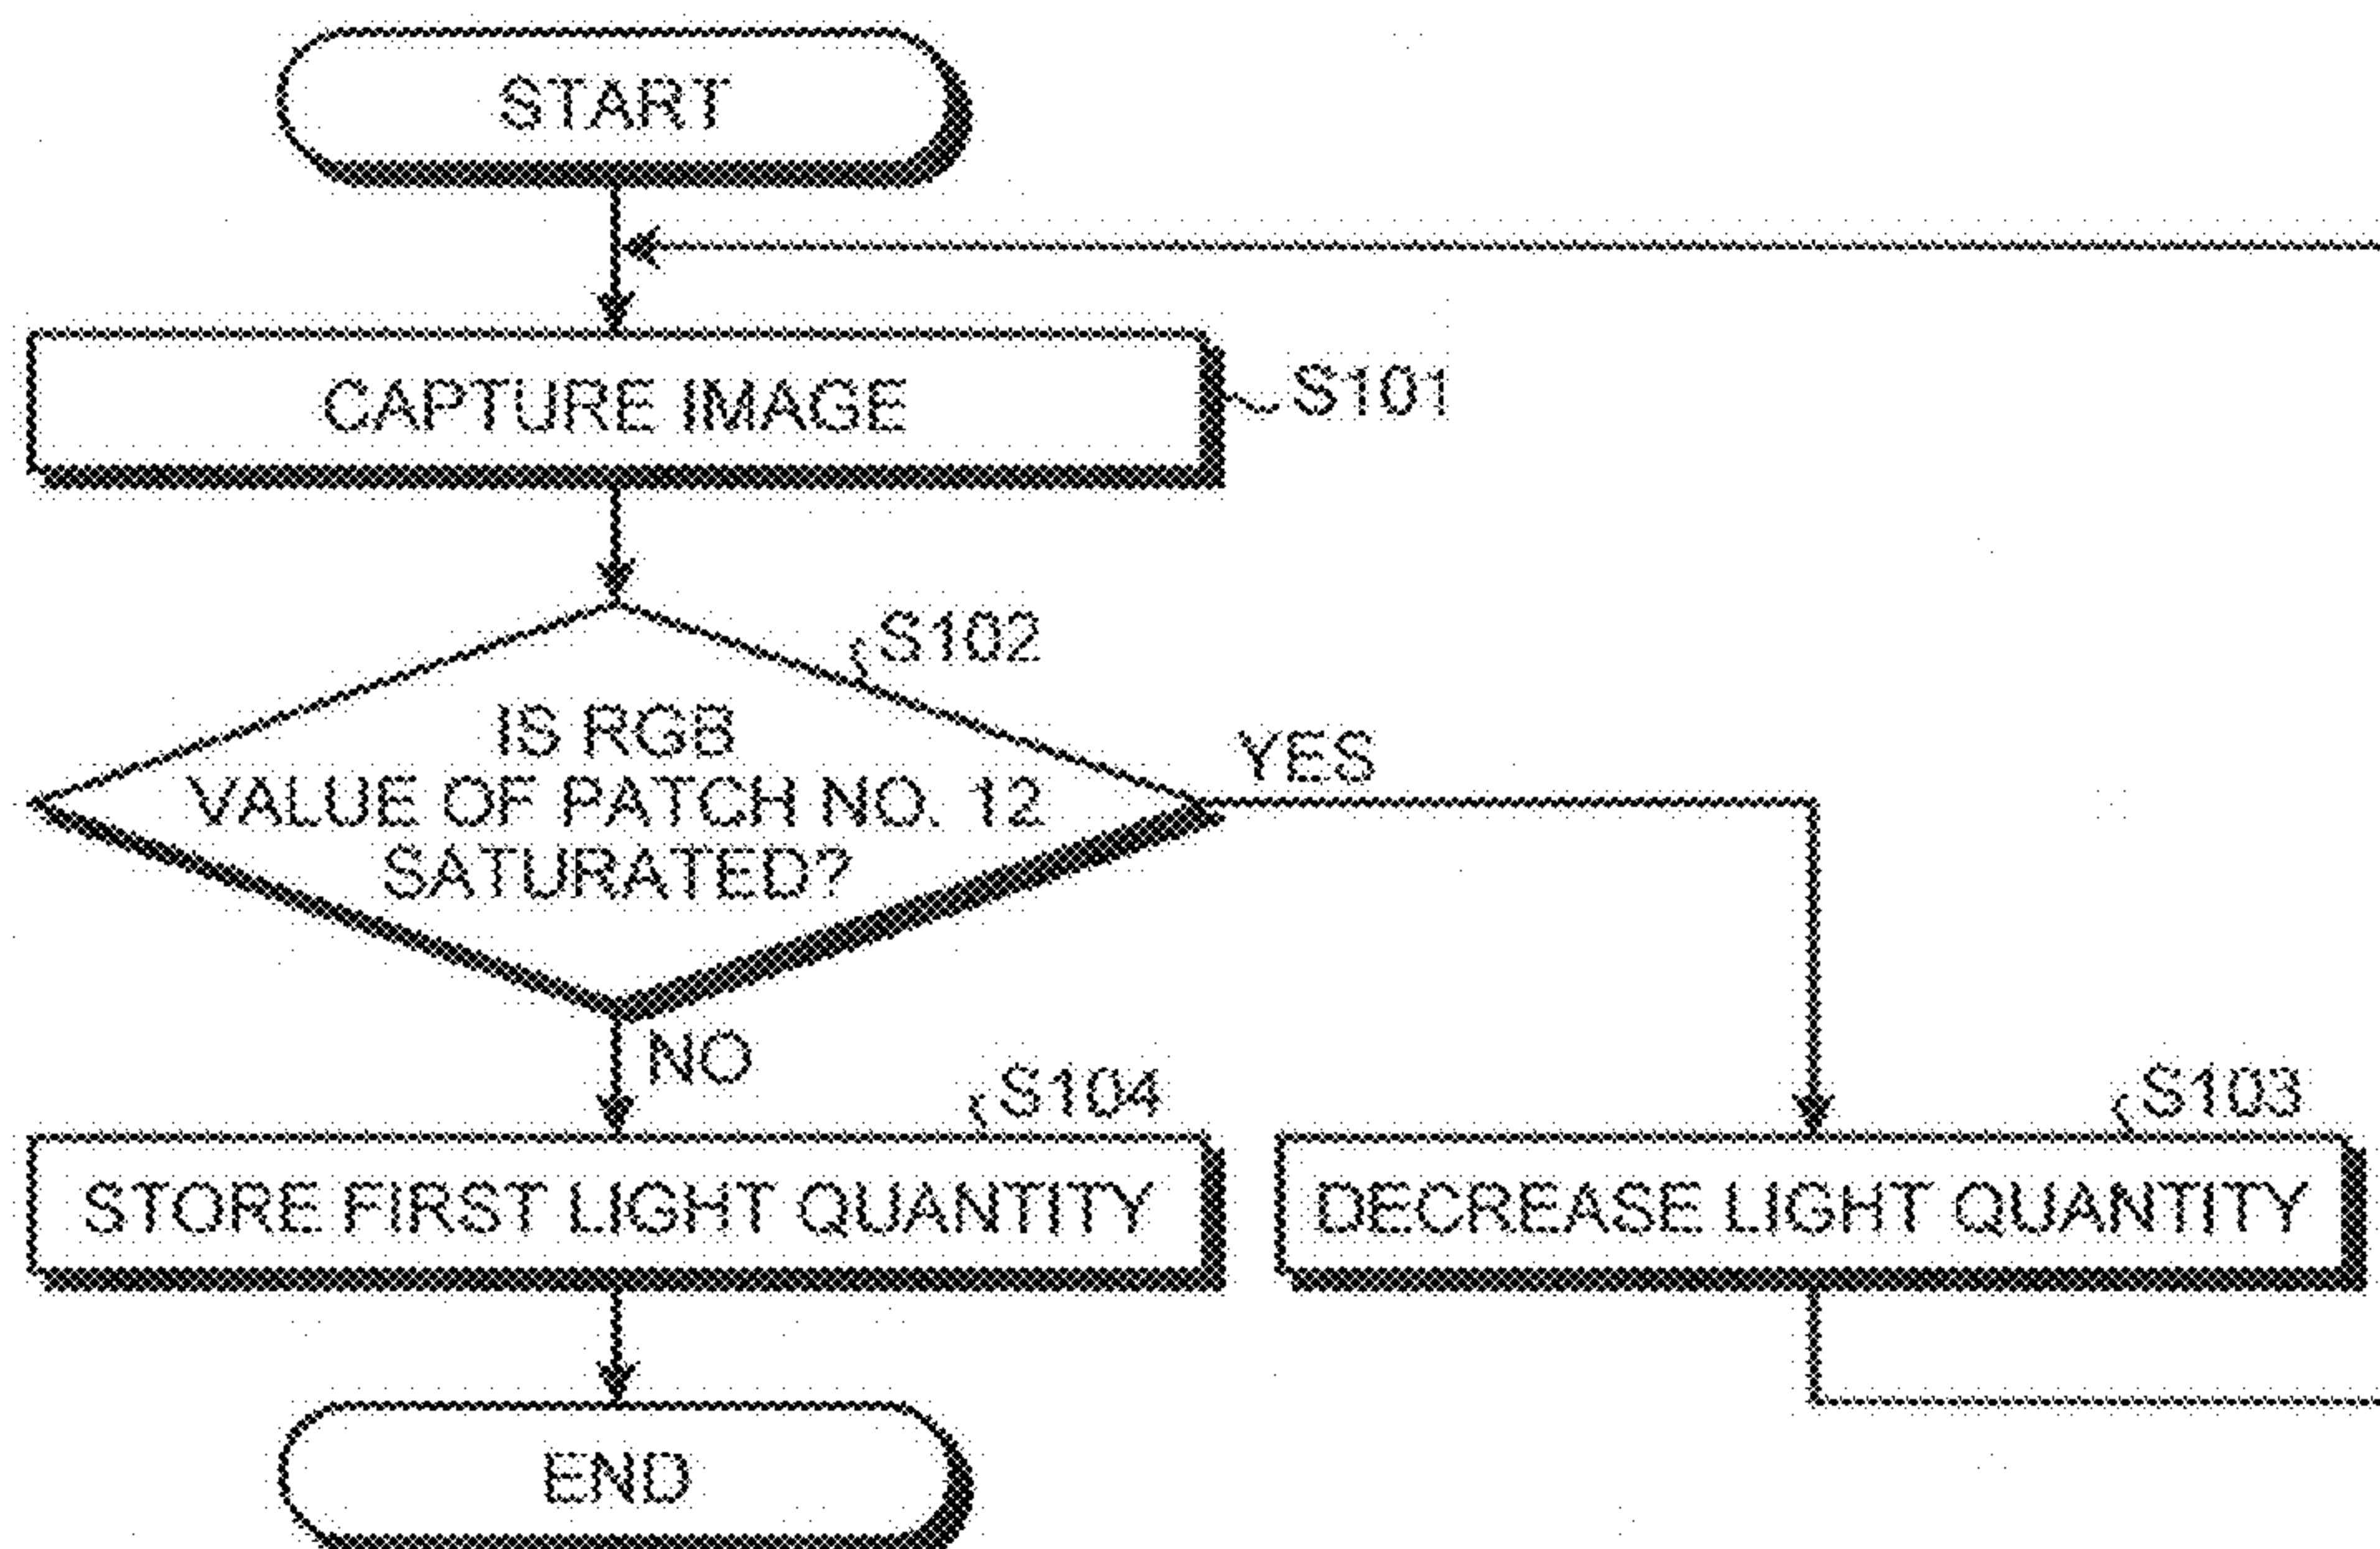 START
CAPTURE IMAGE
S101
S102
IS RGB
VALUE OF PATCH NO. 12
SATURATED?
YES
NO
S104
STORE FIRST LIGHT QUANTITY
S103
DECREASE LIGHT QUANTITY
END